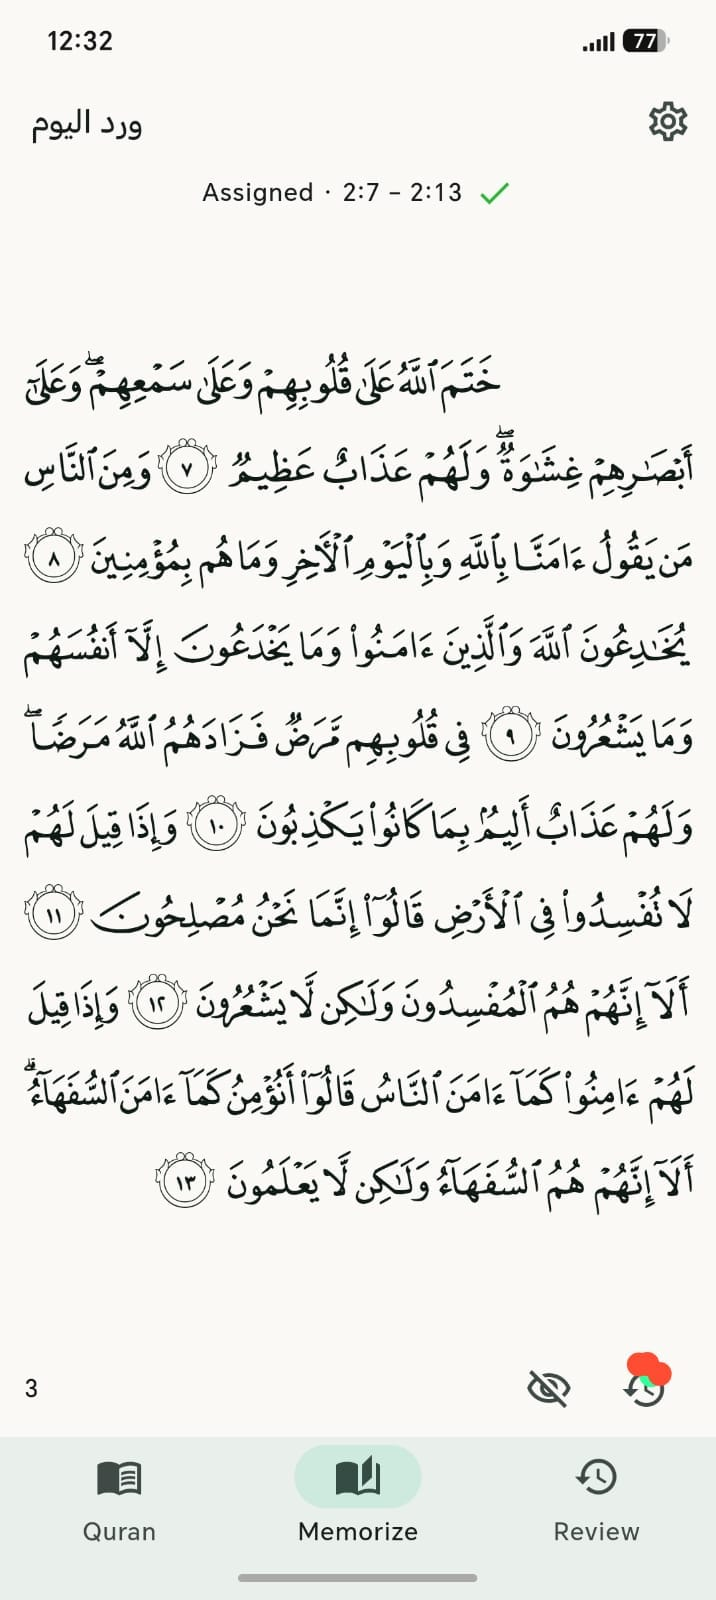 12:32
77
ورد اليوم
Assigned · 2:7 – 2:13
خَتَمَ ٱللَّهُ عَلَىٰ قُلُوبِهِمْ وَعَلَىٰ سَمْعِهِمْ ۖ وَعَلَىٰٓ
أَبْصَـٰرِهِمْ غِشَـٰوَةٌ ۖ وَلَهُمْ عَذَابٌ عَظِيمٌ ٧ وَمِنَ ٱلنَّاسِ
مَن يَقُولُ ءَامَنَّا بِٱللَّهِ وَبِٱلْيَوْمِ ٱلْـَٔاخِرِ وَمَا هُم بِمُؤْمِنِينَ ٨
يُخَـٰدِعُونَ ٱللَّهَ وَٱلَّذِينَ ءَامَنُوا۟ وَمَا يَخْدَعُونَ إِلَّآ أَنفُسَهُمْ
وَمَا يَشْعُرُونَ ٩ فِى قُلُوبِهِم مَّرَضٌ فَزَادَهُمُ ٱللَّهُ مَرَضًا ۖ
وَلَهُمْ عَذَابٌ أَلِيمٌۢ بِمَا كَانُوا۟ يَكْذِبُونَ ١٠ وَإِذَا قِيلَ لَهُمْ
لَا تُفْسِدُوا۟ فِى ٱلْأَرْضِ قَالُوٓا۟ إِنَّمَا نَحْنُ مُصْلِحُونَ ١١
أَلَآ إِنَّهُمْ هُمُ ٱلْمُفْسِدُونَ وَلَـٰكِن لَّا يَشْعُرُونَ ١٢ وَإِذَا قِيلَ
لَهُمْ ءَامِنُوا۟ كَمَآ ءَامَنَ ٱلنَّاسُ قَالُوٓا۟ أَنُؤْمِنُ كَمَآ ءَامَنَ ٱلسُّفَهَآءُ ۗ
أَلَآ إِنَّهُمْ هُمُ ٱلسُّفَهَآءُ وَلَـٰكِن لَّا يَعْلَمُونَ ١٣
3
Quran
Memorize
Review